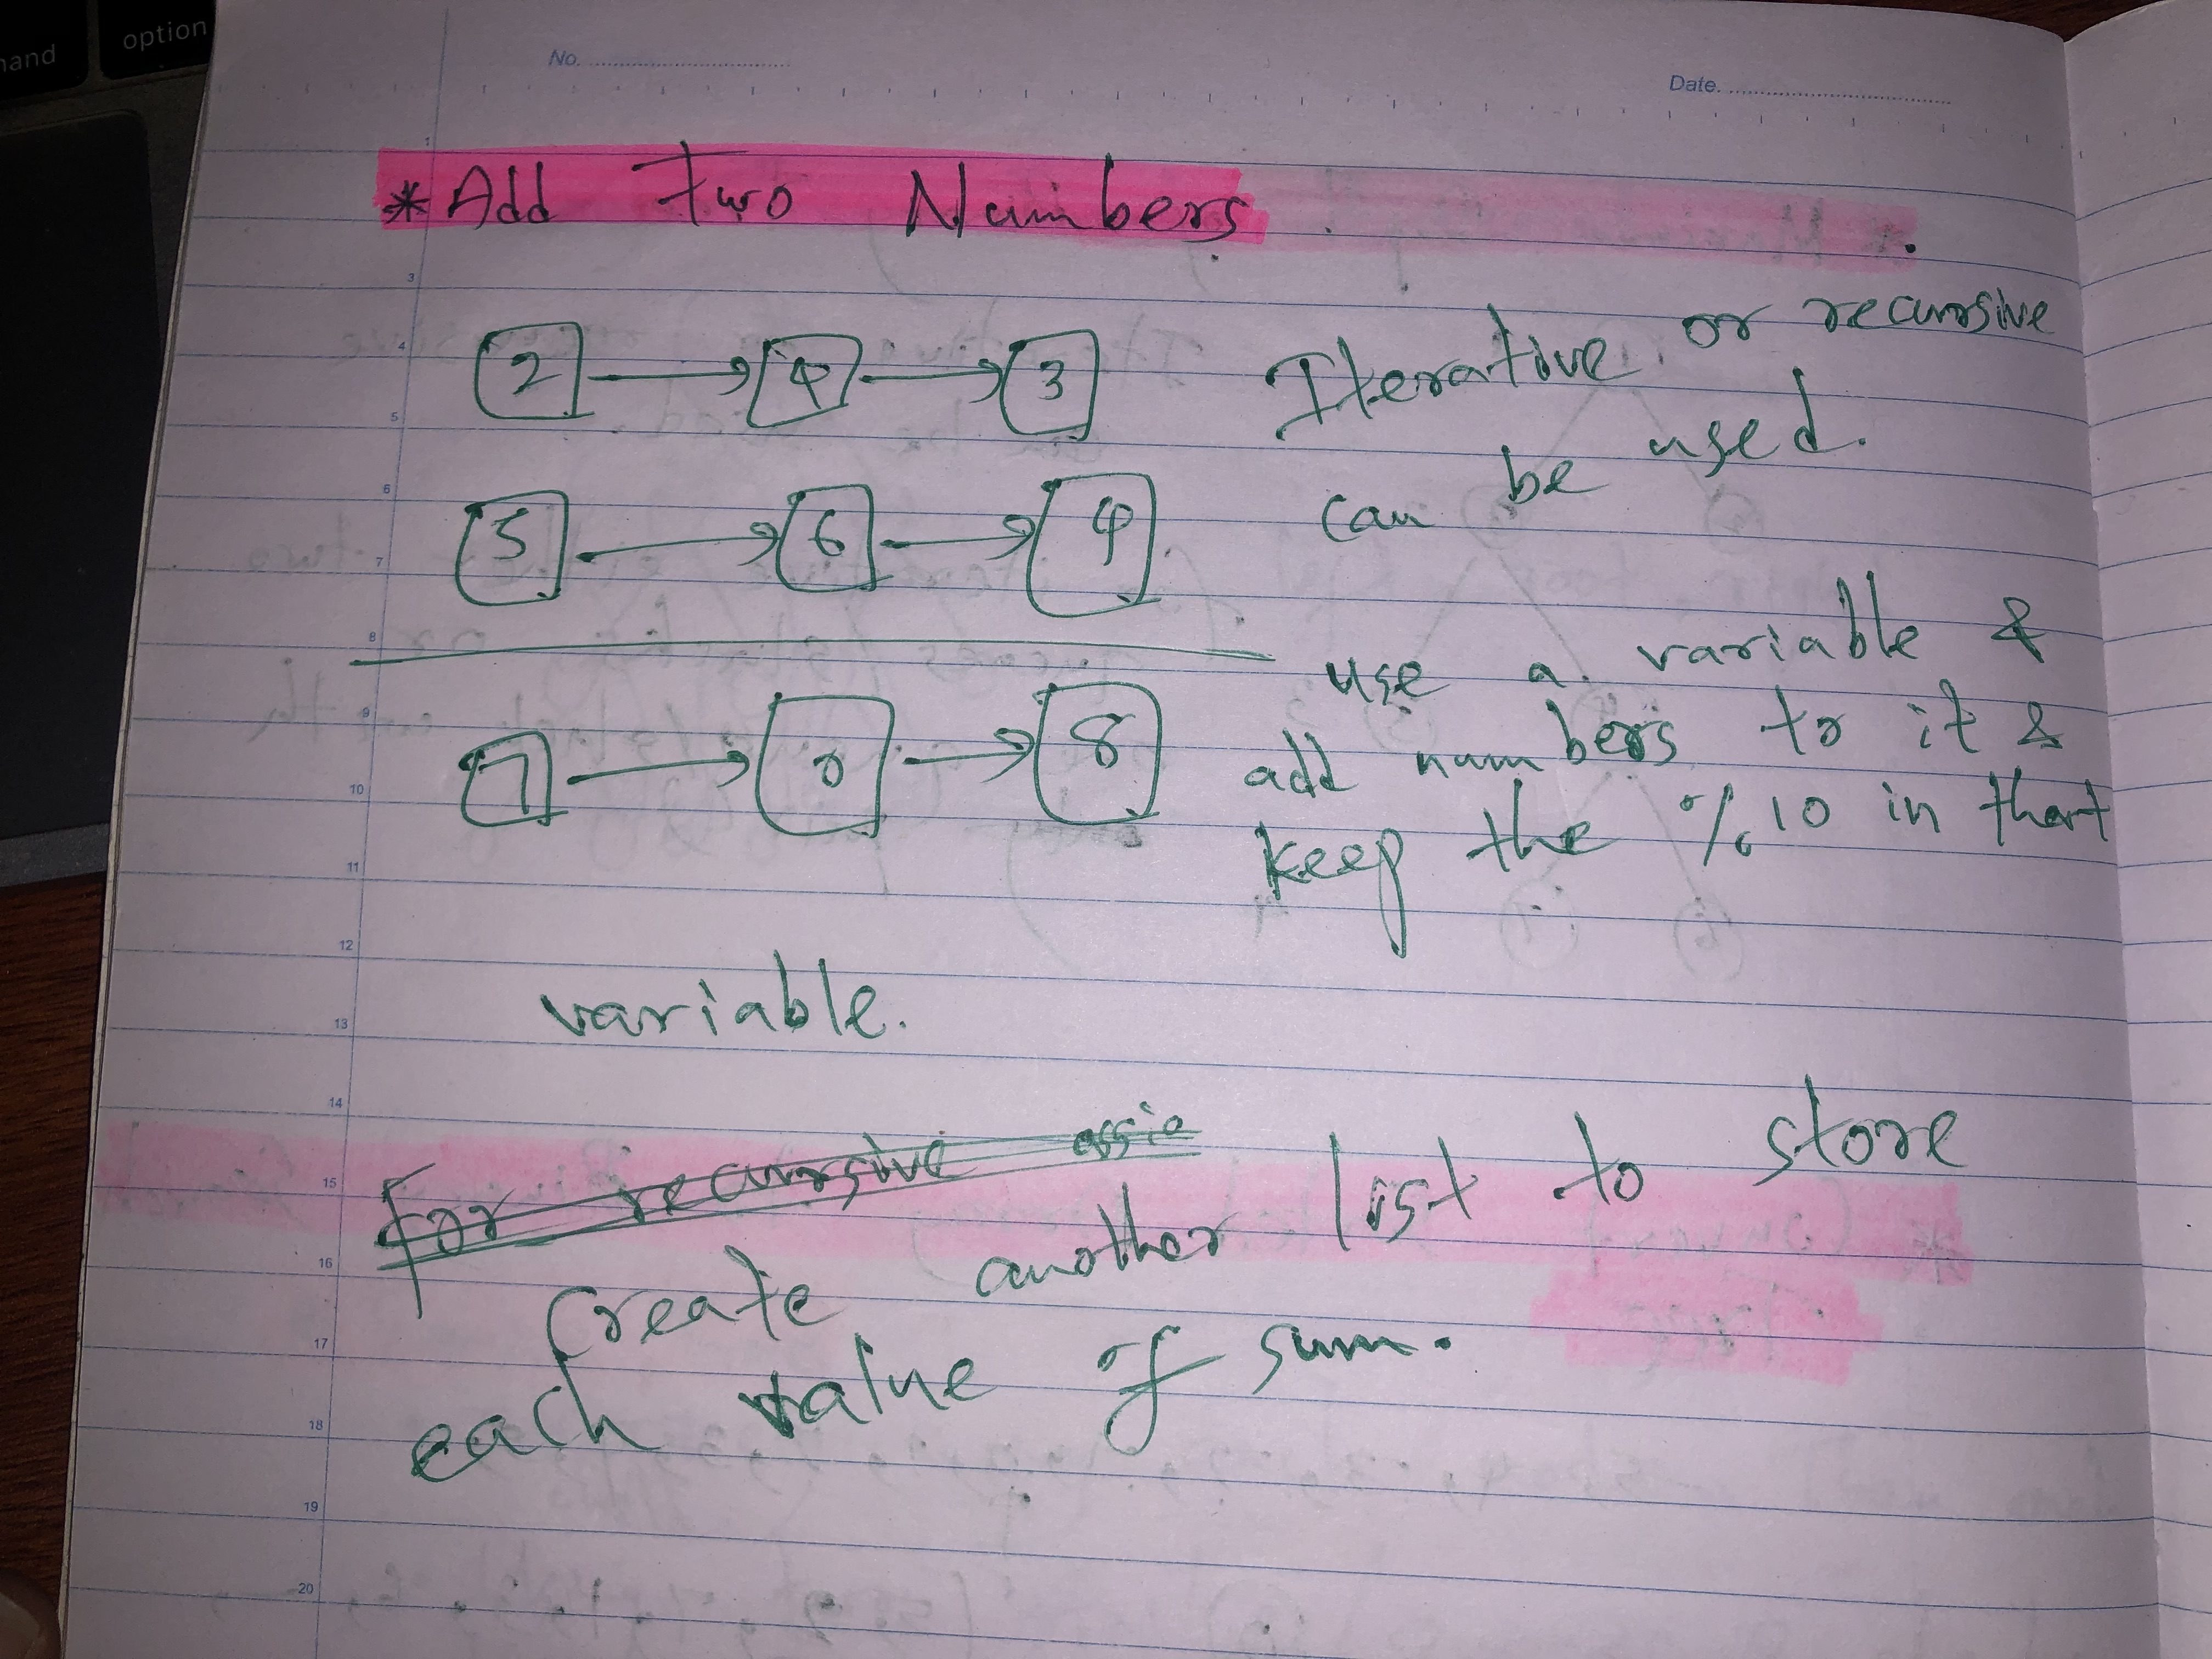 hand
option
No.
Date.
* Add Two Numbers
1
3
2 → 4 → 3
4
Iterative or recursive
5
can be used.
6
5 → 6 → 4
7
8
use a variable &
9
7 → 0 → 8
add numbers to it &
10
keep the % 10 in that
11
12
variable.
13
14
For recursive
15
Create another list to store
16
17
each value of sum.
18
19
20